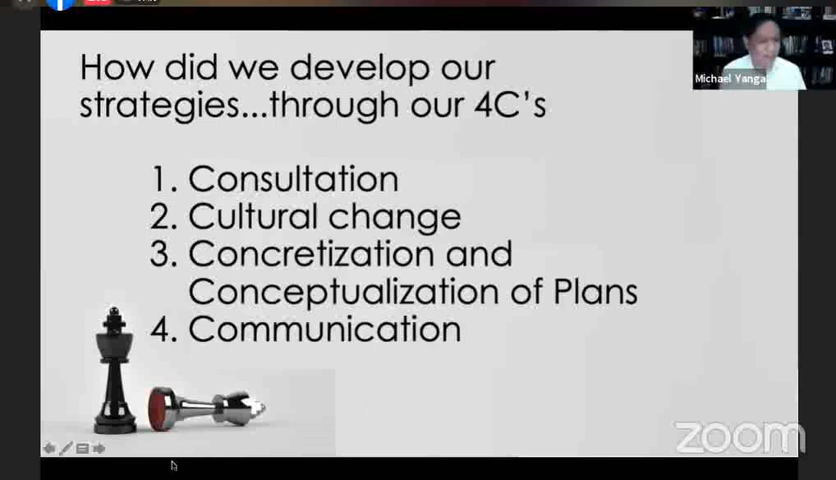 How did we develop our
strategies...through our 4C's
Michael Yanga
1. Consultation
2. Cultural change
3. Concretization and
Conceptualization of Plans
4. Communication
zoom